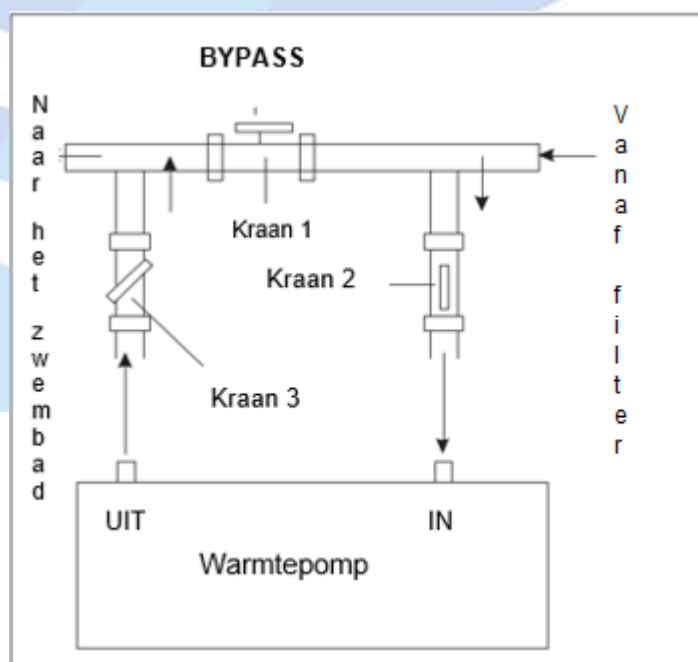 BYPASS
Naar het zwembad
Vanaf filter
Kraan 1
Kraan 2
Kraan 3
UIT
IN
Warmtepomp